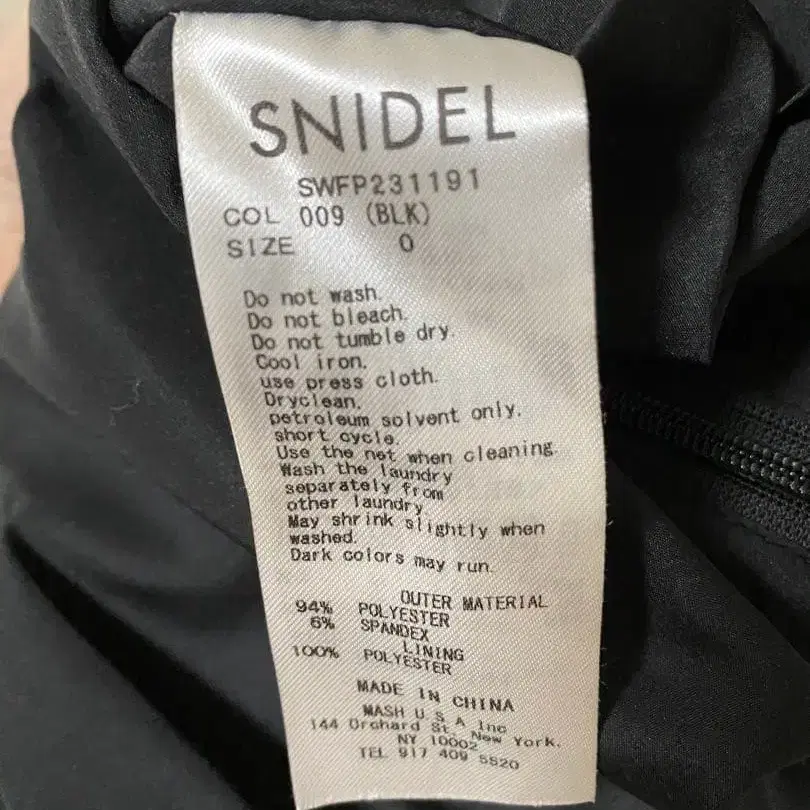 SNIDEL
SWFP231191
COL 009 (BLK)
SIZE 0
Do not wash.
Do not bleach.
Do not tumble dry.
Cool iron.
use press cloth.
Dryclean.
petroleum solvent only.
short cycle.
Use the net when cleaning.
Wash the laundry
separately from
other laundry
May shrink slightly when
washed.
Dark colors may run.
OUTER MATERIAL
94% POLYESTER
6% SPANDEX
LINING
100% POLYESTER
MADE IN CHINA
MASH U S A Inc
144 Orchard St. New York.
NY 10002
TEL 917 409 5520